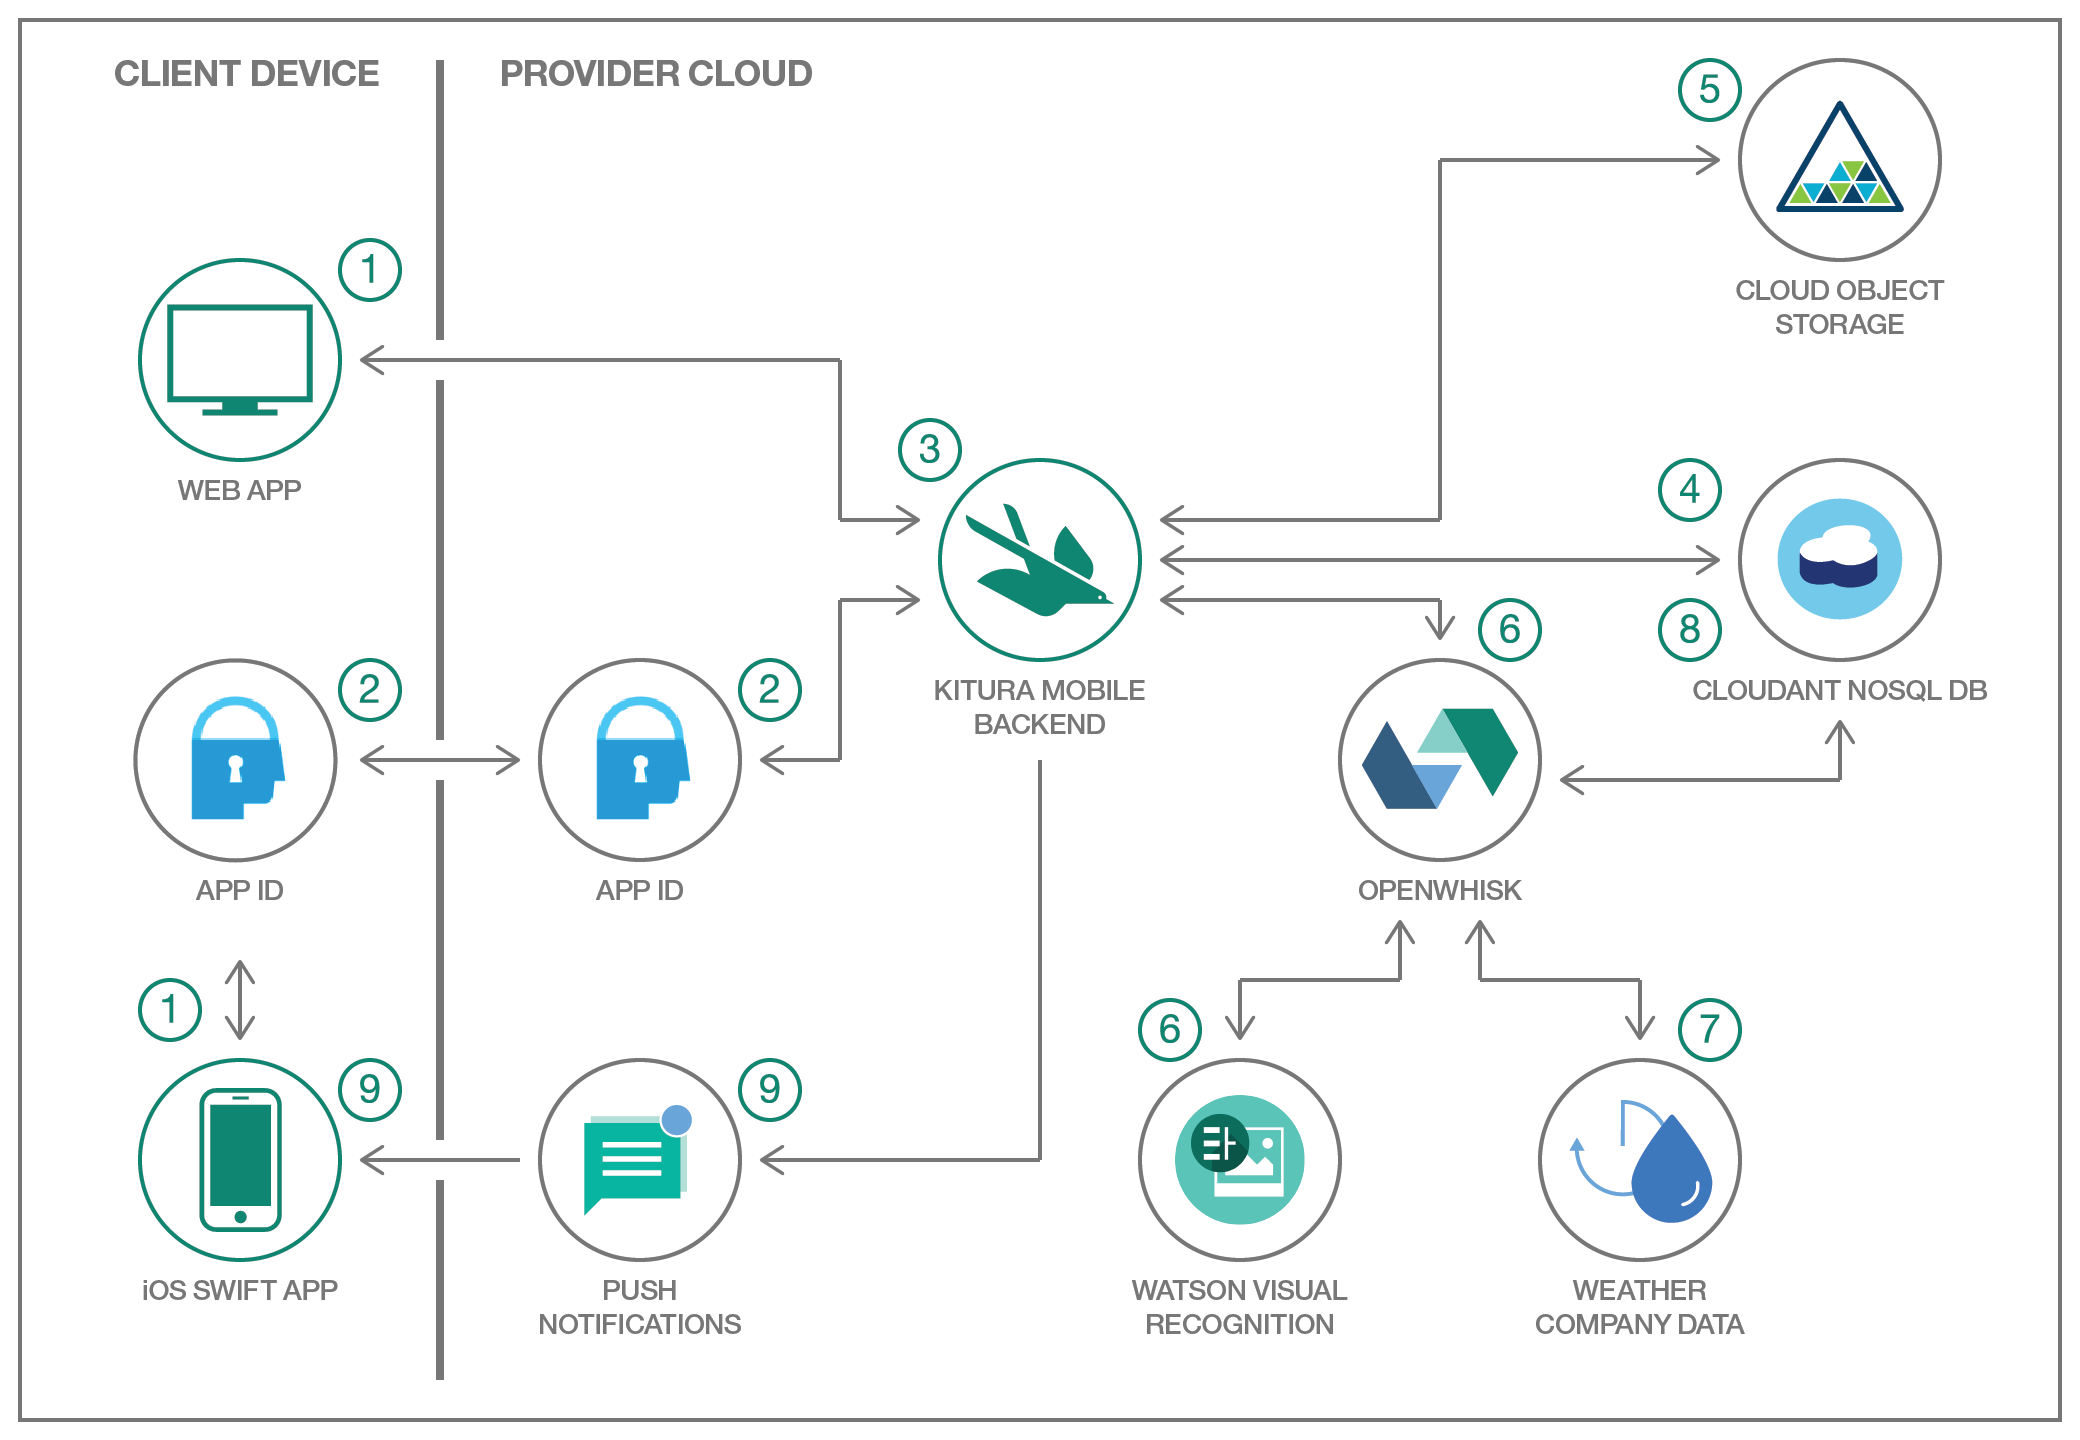 CLIENT DEVICE
PROVIDER CLOUD
5
CLOUD OBJECT
STORAGE
1
WEB APP
3
KITURA MOBILE
BACKEND
4
8
CLOUDANT NOSQL DB
2
APP ID
2
APP ID
6
OPENWHISK
1
9
iOS SWIFT APP
9
PUSH
NOTIFICATIONS
6
WATSON VISUAL
RECOGNITION
7
WEATHER
COMPANY DATA